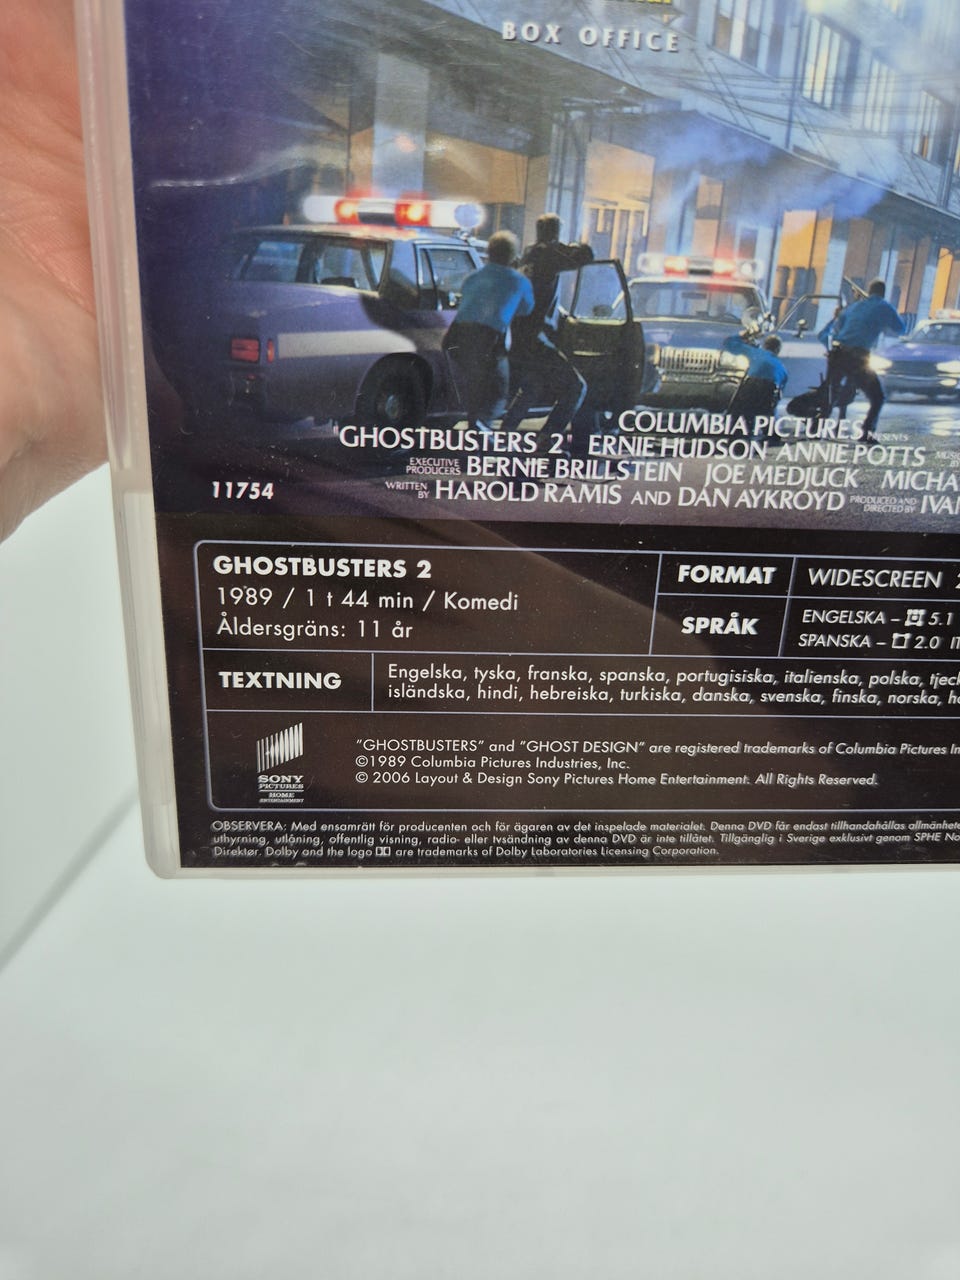 BOX OFFICE
COLUMBIA PICTURES PRESENTS
"GHOSTBUSTERS 2" ERNIE HUDSON ANNIE POTTS
EXECUTIVE PRODUCERS BERNIE BRILLSTEIN JOE MEDJUCK
WRITTEN BY HAROLD RAMIS AND DAN AYKROYD PRODUCED AND DIRECTED BY
11754
GHOSTBUSTERS 2
1989 / 1 t 44 min / Komedi
Åldersgräns: 11 år
FORMAT WIDESCREEN
SPRÅK ENGELSKA – 5.1
SPANSKA – 2.0
TEXTNING
Engelska, tyska, franska, spanska, portugisiska, italienska, polska,
isländska, hindi, hebreiska, turkiska, danska, svenska, finska, norska,
SONY
PICTURES
HOME
ENTERTAINMENT
"GHOSTBUSTERS" and "GHOST DESIGN" are registered trademarks of Columbia Pictures
©1989 Columbia Pictures Industries, Inc.
© 2006 Layout & Design Sony Pictures Home Entertainment. All Rights Reserved.
OBSERVERA: Med ensamrätt för producenten och för ägaren av det inspelade materialet. Denna DVD får endast tillhandahållas
uthyrning, utlåning, offentlig visning, radio- eller tvsändning av denna DVD är inte tillåtet. Tillgänglig i Sverige exklusivt genom SPHE
Direktør. Dolby and the logo are trademarks of Dolby Laboratories Licensing Corporation.